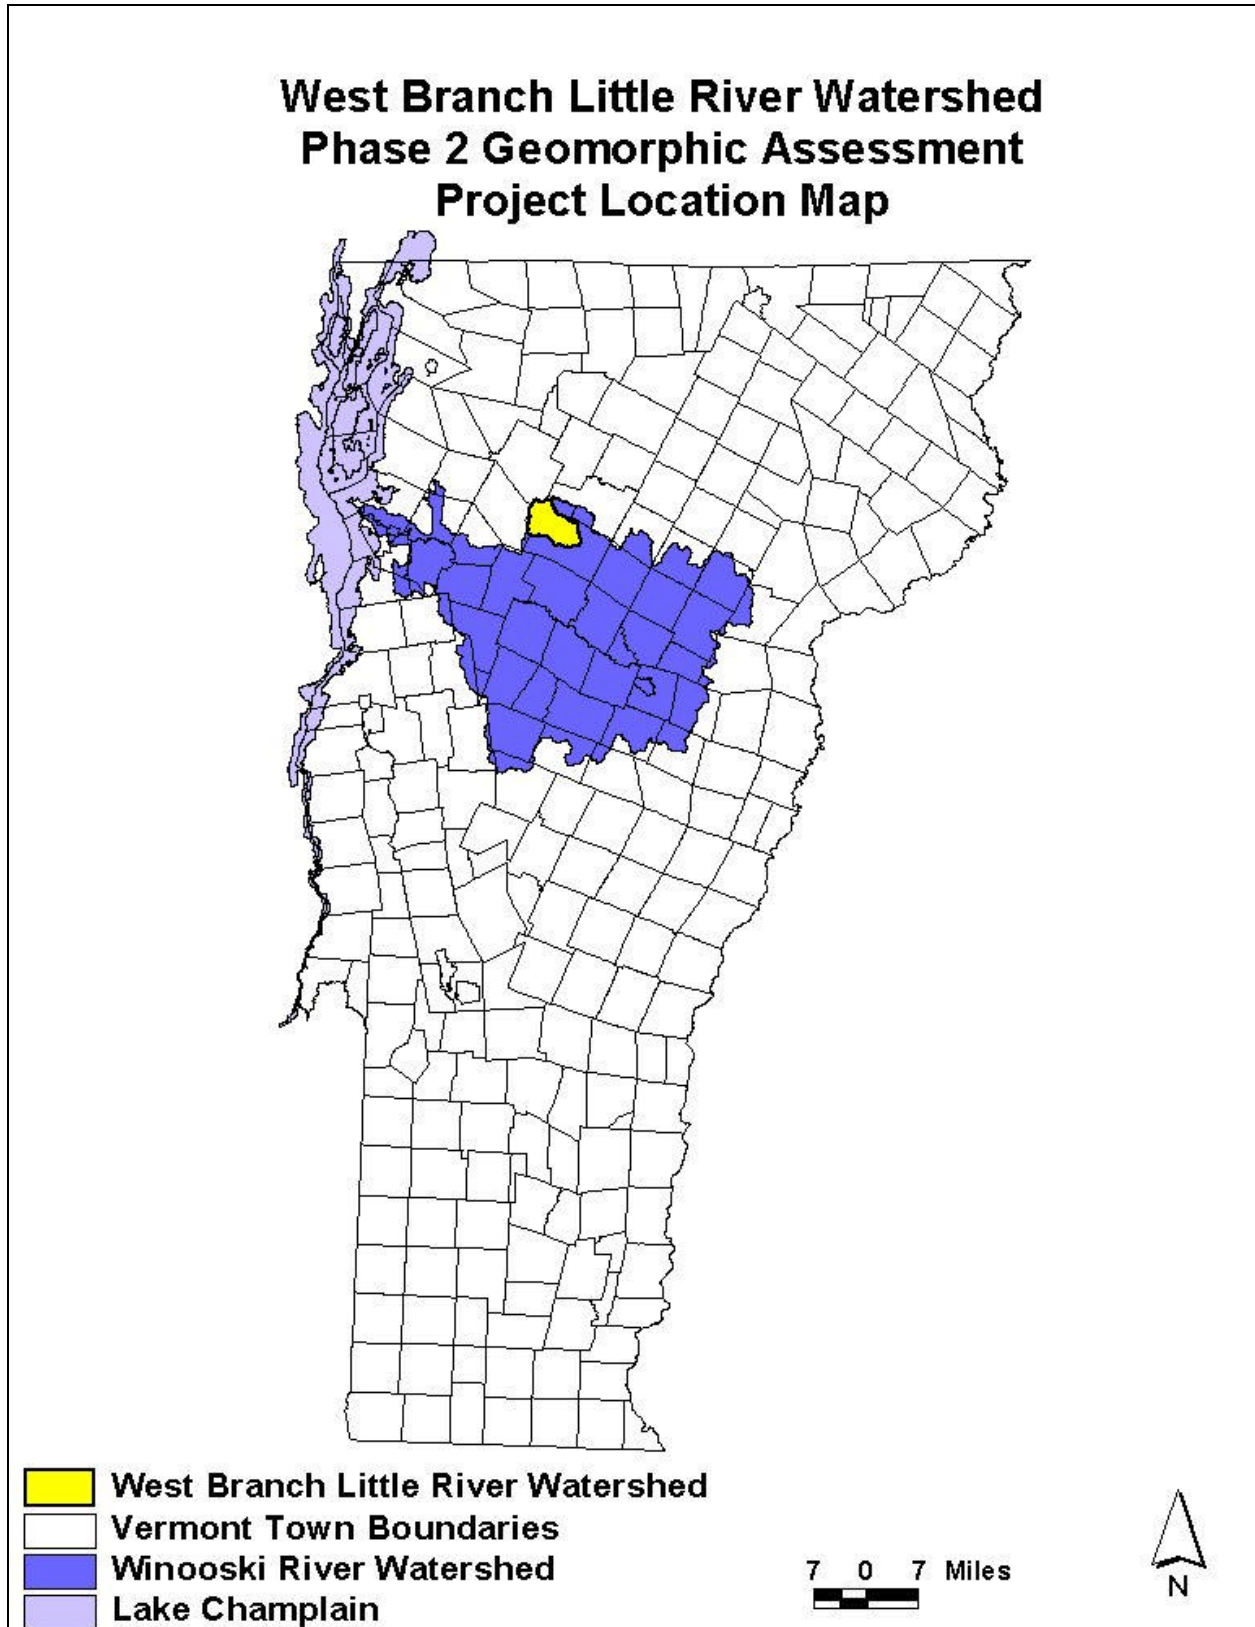 West Branch Little River Watershed
Phase 2 Geomorphic Assessment
Project Location Map
West Branch Little River Watershed
Vermont Town Boundaries
Winooski River Watershed
Lake Champlain
7 0 7 Miles
N